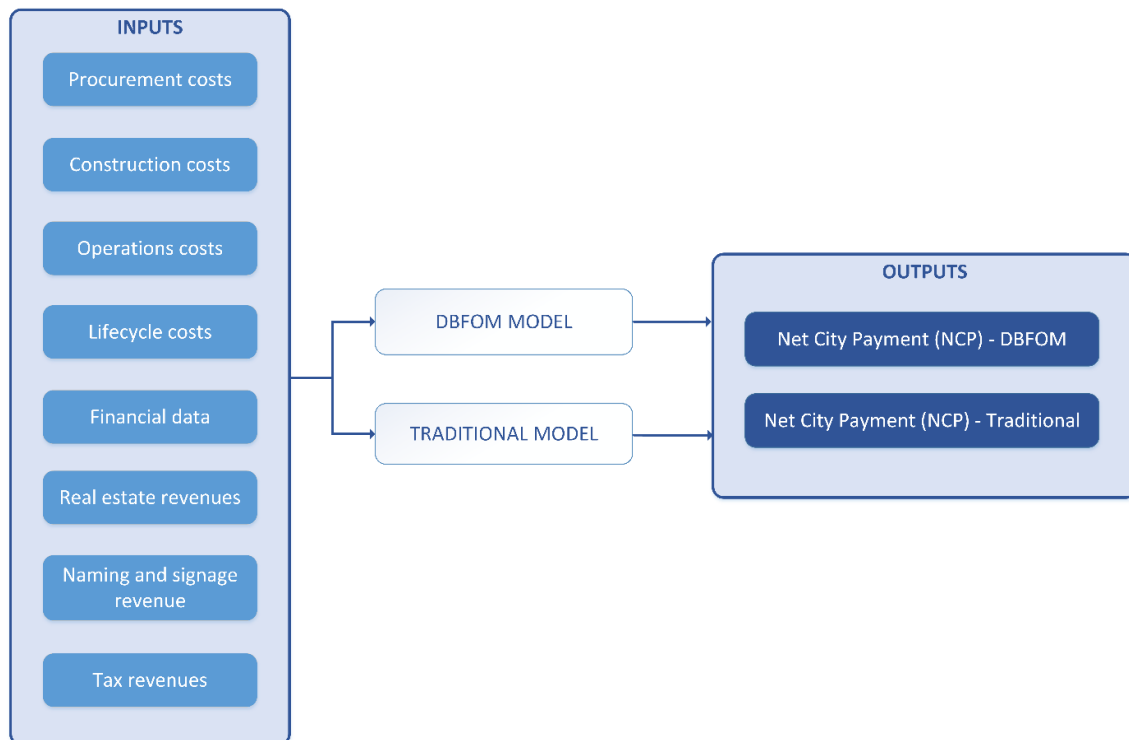 INPUTS
Procurement costs
Construction costs
Operations costs
Lifecycle costs
Financial data
Real estate revenues
Naming and signage
revenue
Tax revenues
DBFOM MODEL
TRADITIONAL MODEL
OUTPUTS
Net City Payment (NCP) - DBFOM
Net City Payment (NCP) - Traditional